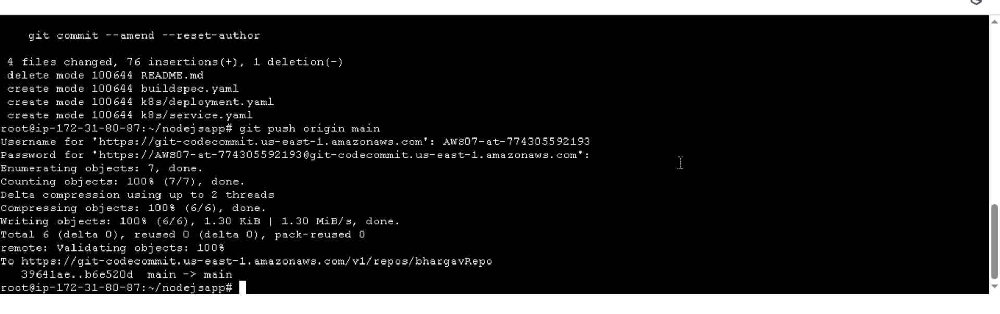 git commit --amend --reset-author
4 files changed, 76 insertions(+), 1 deletion(-)
delete mode 100644 README.md
create mode 100644 buildspec.yaml
create mode 100644 k8s/deployment.yaml
create mode 100644 k8s/service.yaml
root@ip-172-31-80-87:~/nodejsapp# git push origin main
Username for 'https://git-codecommit.us-east-1.amazonaws.com': AWS07-at-774305592193
Password for 'https://AWS07-at-774305592193@git-codecommit.us-east-1.amazonaws.com':
Enumerating objects: 7, done.
Counting objects: 100% (7/7), done.
Delta compression using up to 2 threads
Compressing objects: 100% (6/6), done.
Writing objects: 100% (6/6), 1.30 KiB | 1.30 MiB/s, done.
Total 6 (delta 0), reused 0 (delta 0), pack-reused 0
remote: Validating objects: 100%
To https://git-codecommit.us-east-1.amazonaws.com/v1/repos/bhargavRepo
39641ae..b6e520d  main -> main
root@ip-172-31-80-87:~/nodejsapp#